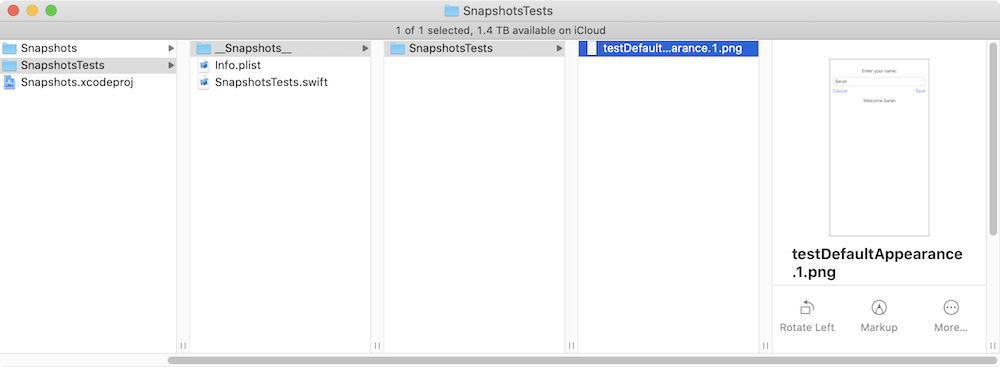 SnapshotsTests
1 of 1 selected, 1.4 TB available on iCloud
Snapshots
SnapshotsTests
Snapshots.xcodeproj
__Snapshots__
Info.plist
SnapshotsTests.swift
SnapshotsTests
testDefault...arance.1.png
Enter your name:
Sarah
Cancel Save
Welcome Sarah
testDefaultAppearance
.1.png
Rotate Left Markup More...